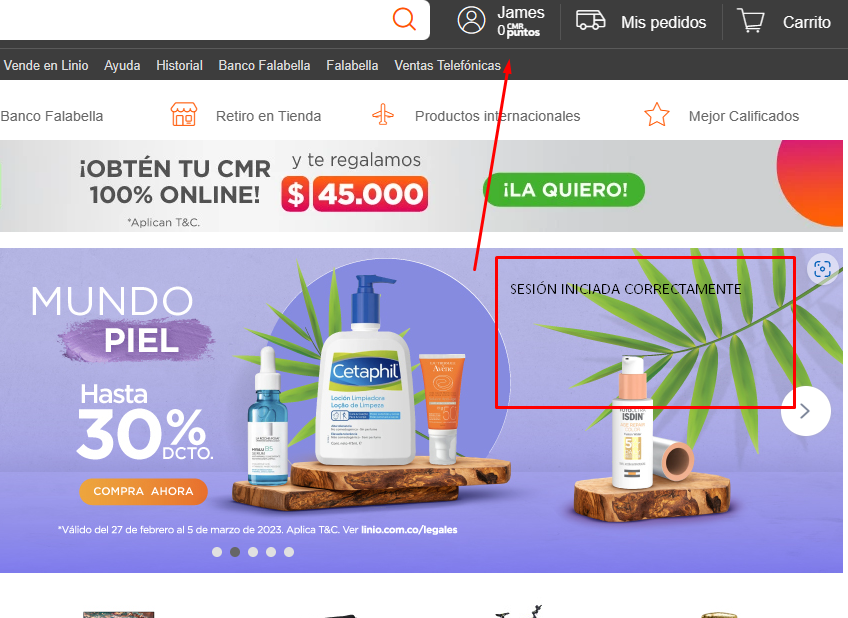 James
0 CMR puntos
Mis pedidos
Carrito
Vende en Linio Ayuda Historial Banco Falabella Falabella Ventas Telefónicas
Banco Falabella
Retiro en Tienda
Productos internacionales
Mejor Calificados
¡OBTÉN TU CMR
100% ONLINE!
*Aplican T&C.
y te regalamos
$ 45.000
¡LA QUIERO!
SESIÓN INICIADA CORRECTAMENTE
MUNDO
PIEL
Hasta
30%
DCTO.
COMPRA AHORA
*Válido del 27 de febrero al 5 de marzo de 2023. Aplica T&C. Ver linio.com.co/legales
Cetaphil
Loción Limpiadora
Loção de Limpeza
Avène
HYALU B5
ISDIN